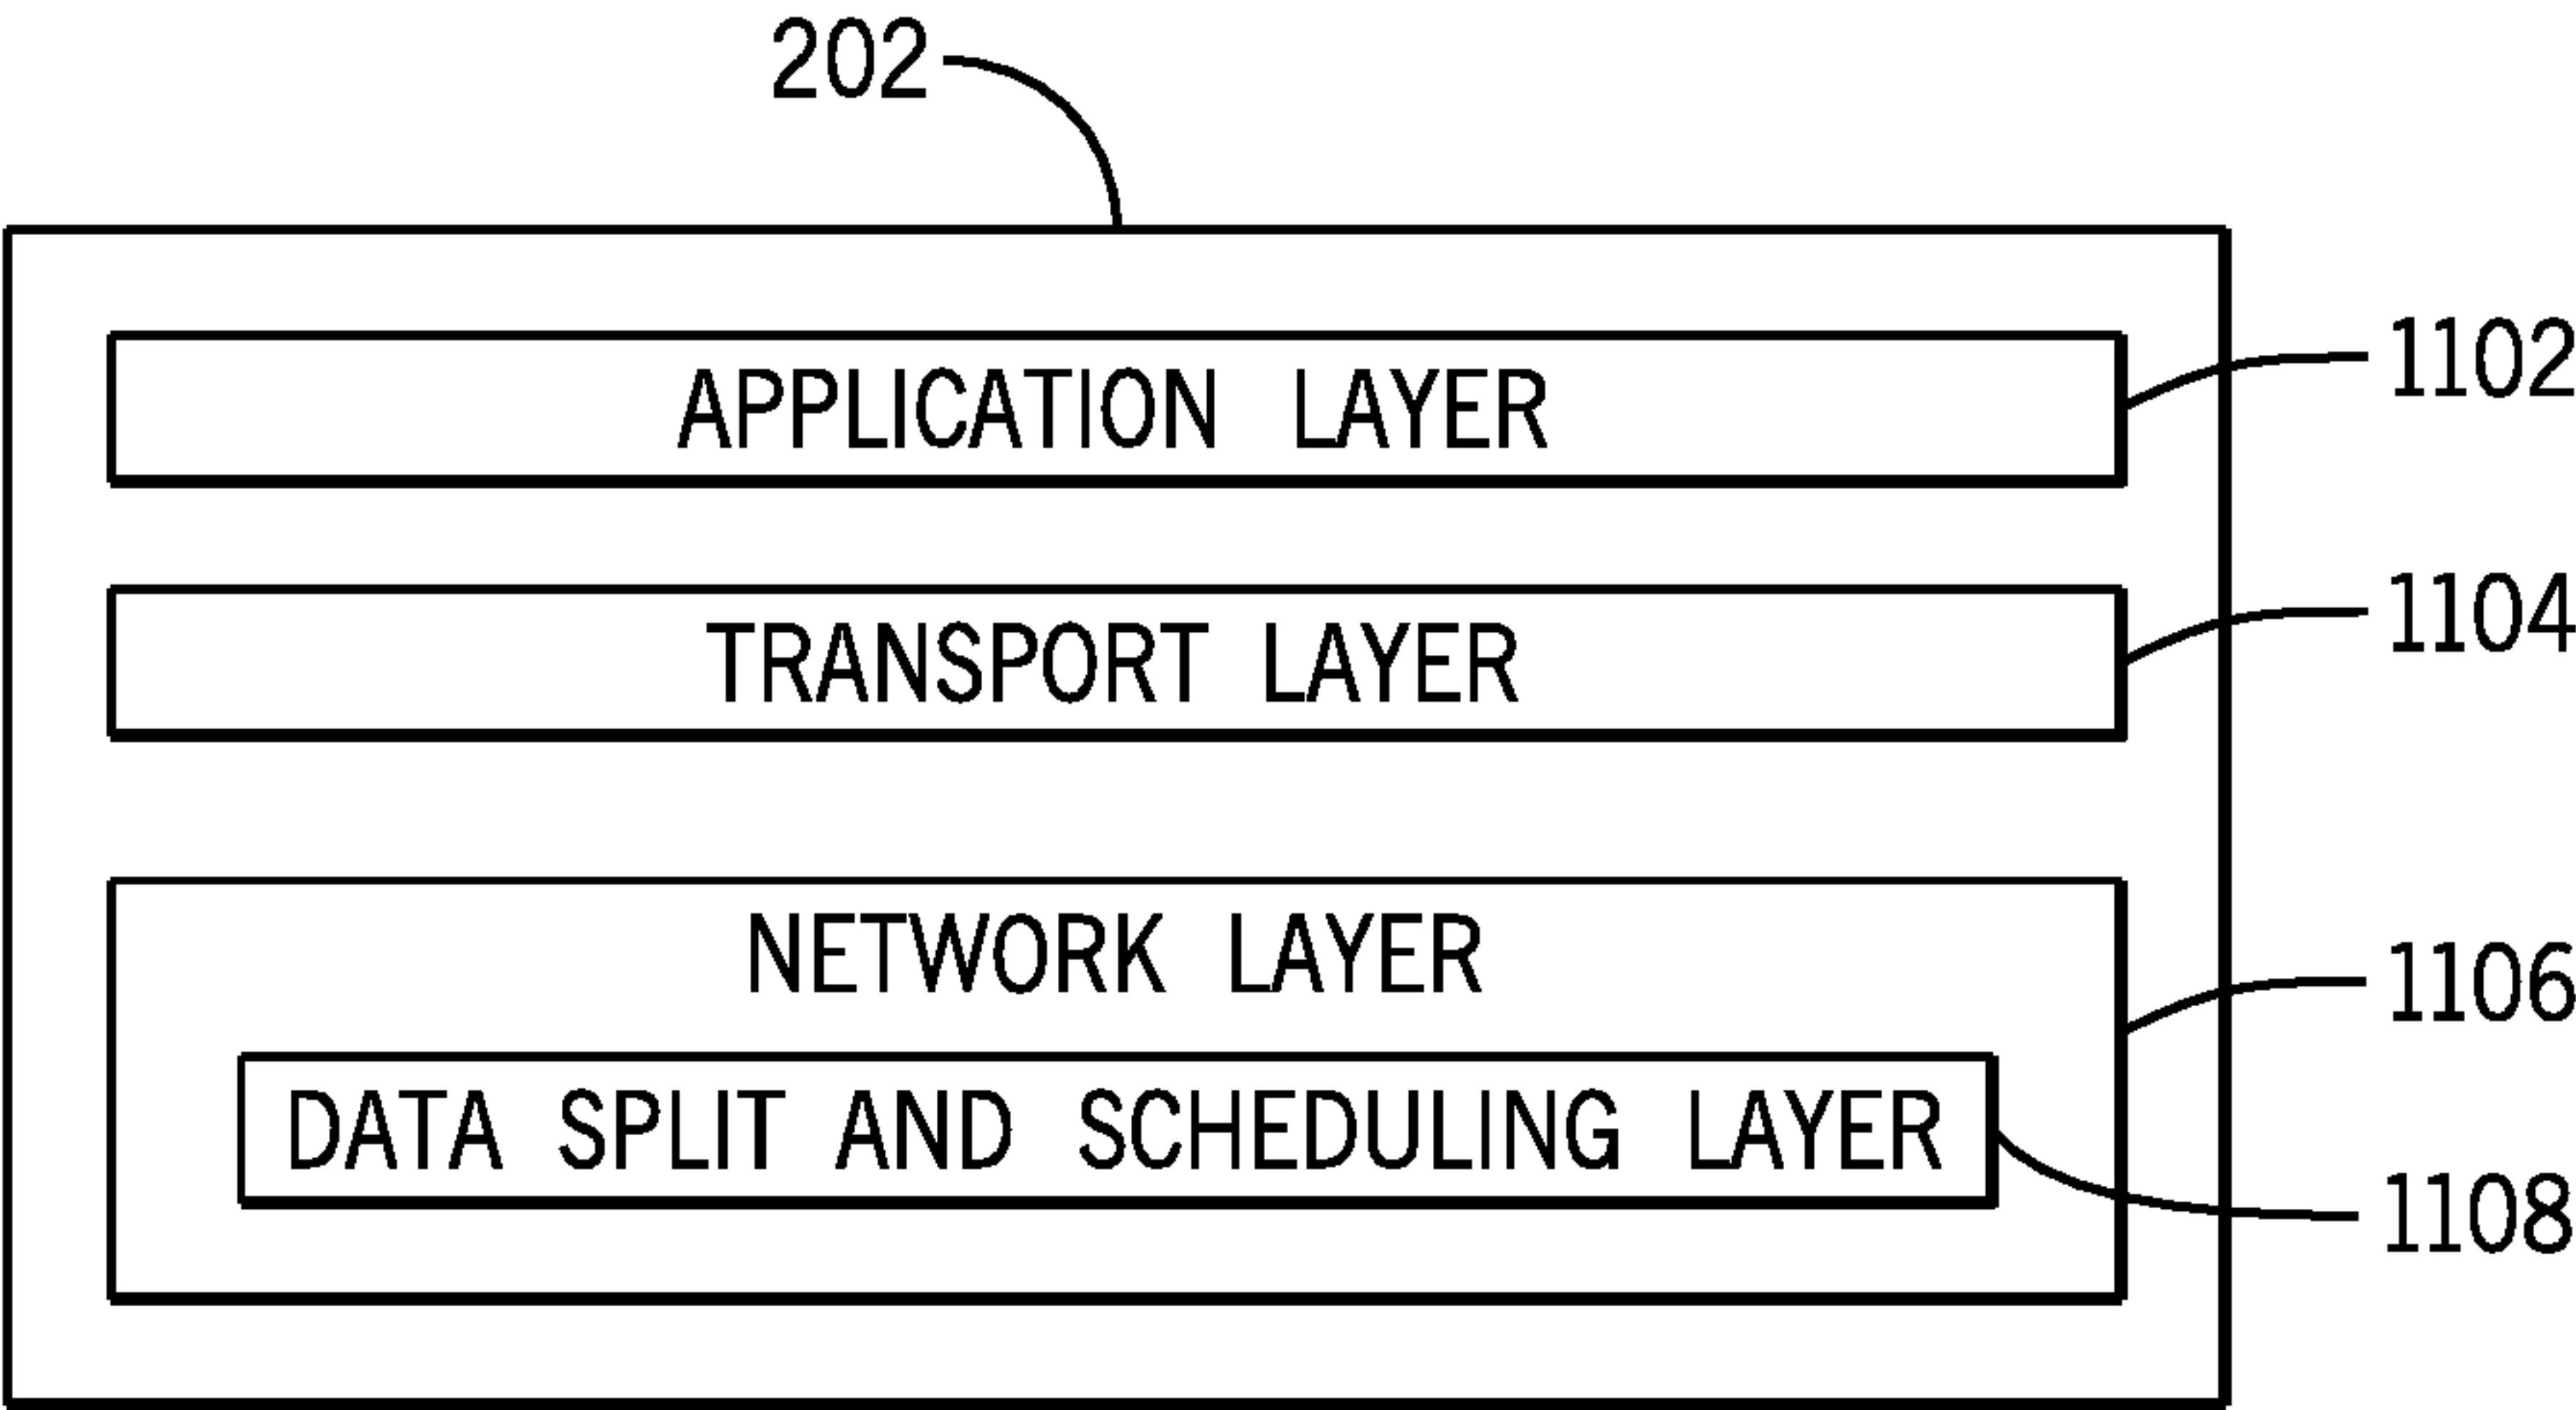 202
APPLICATION LAYER
1102
TRANSPORT LAYER
1104
NETWORK LAYER
1106
DATA SPLIT AND SCHEDULING LAYER
1108